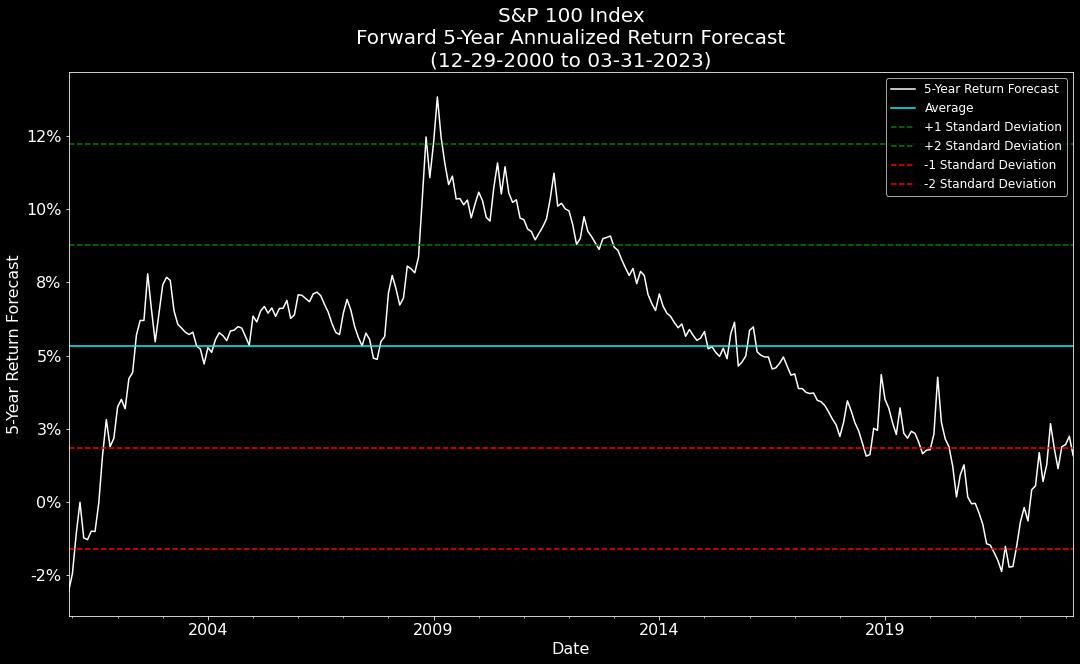 S&P 100 Index
Forward 5-Year Annualized Return Forecast
(12-29-2000 to 03-31-2023)
5-Year Return Forecast
Average
+1 Standard Deviation
+2 Standard Deviation
-1 Standard Deviation
-2 Standard Deviation
12%
10%
8%
5%
3%
0%
-2%
5-Year Return Forecast
2004
2009
2014
2019
Date